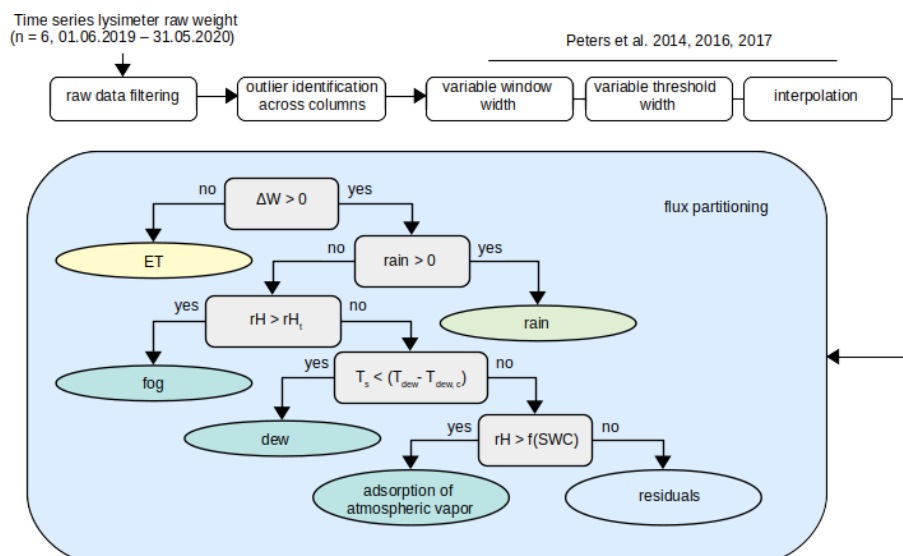 Time series lysimeter raw weight
(n = 6, 01.06.2019 – 31.05.2020)
Peters et al. 2014, 2016, 2017
raw data filtering
outlier identification
across columns
variable window
width
variable threshold
width
interpolation
flux partitioning
no
ΔW > 0
yes
ET
no
rain > 0
yes
yes
rH > rHt
no
rain
fog
yes
Ts < (Tdew- Tdew, c)
no
dew
yes
rH > f(SWC)
no
adsorption of
atmospheric vapor
residuals